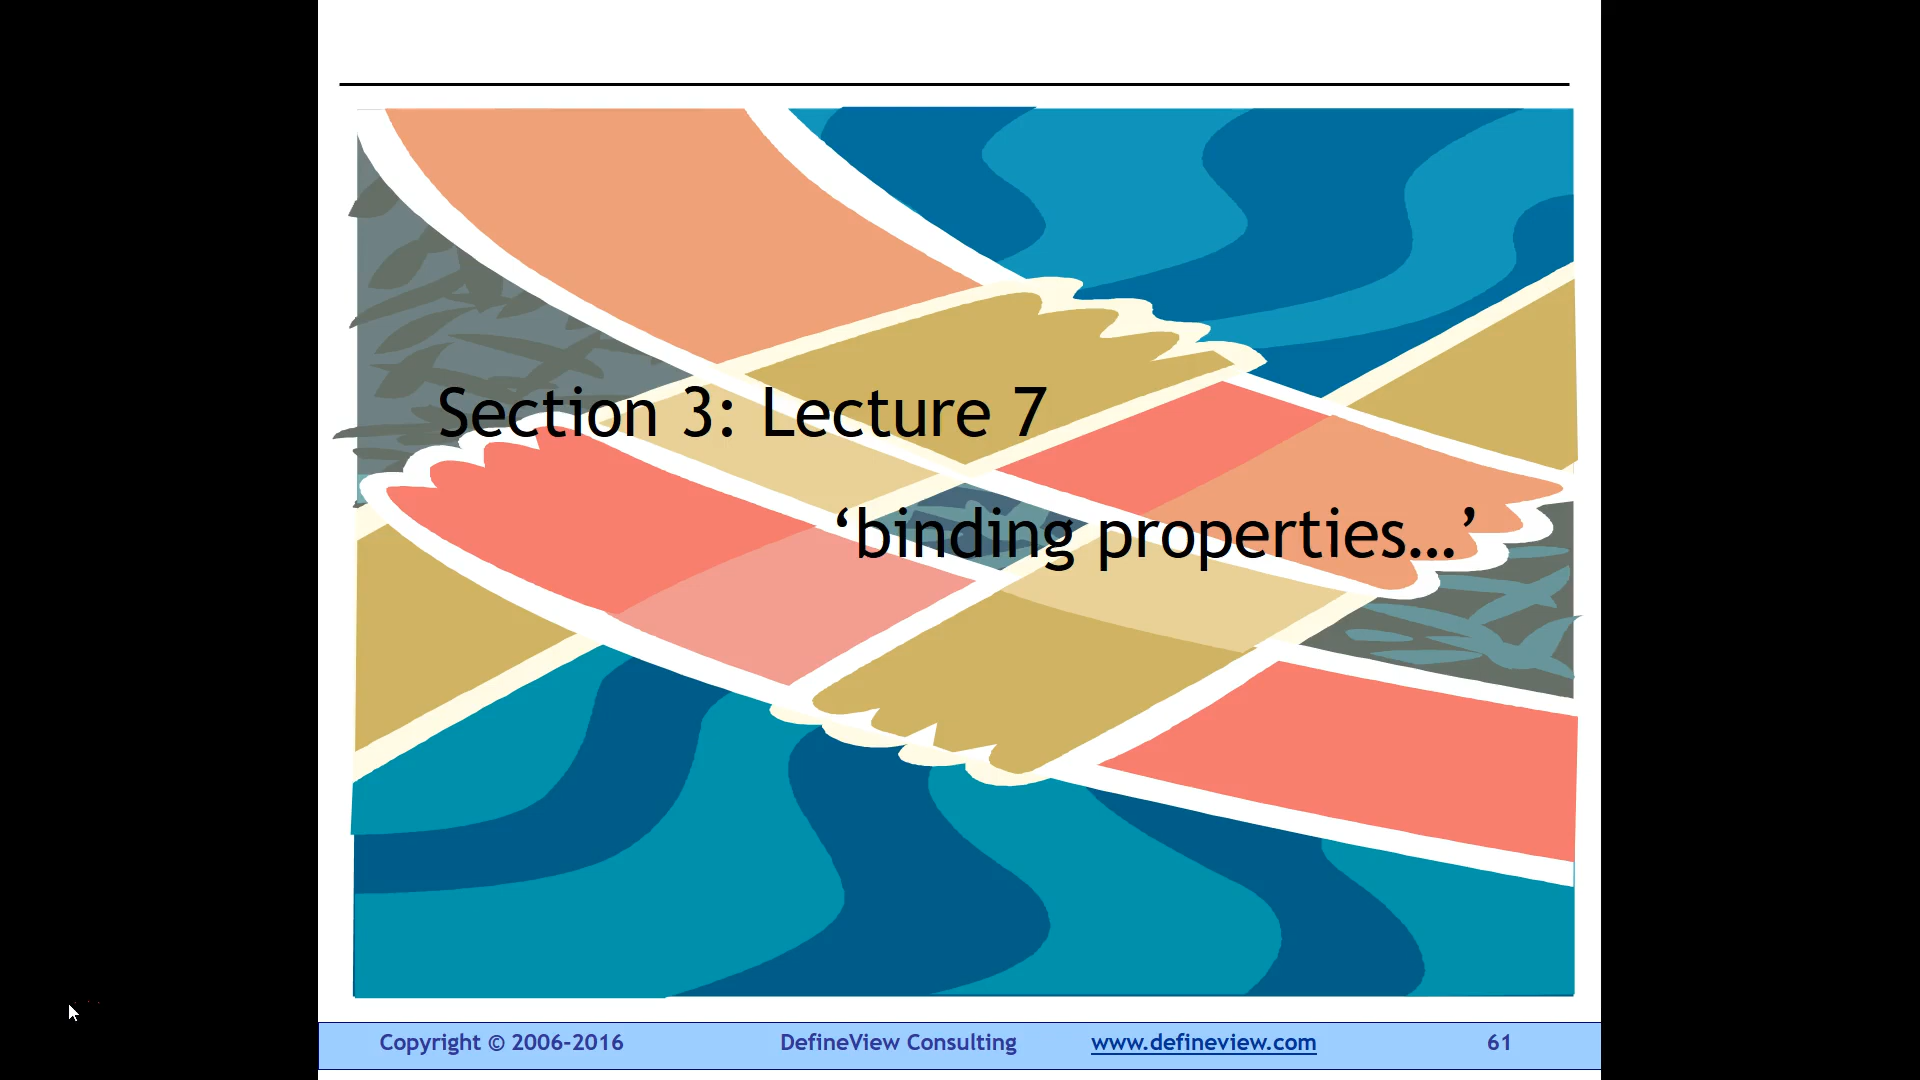 Section 3: Lecture 7
‘binding properties…’
Copyright © 2006-2016 DefineView Consulting www.defineview.com 61